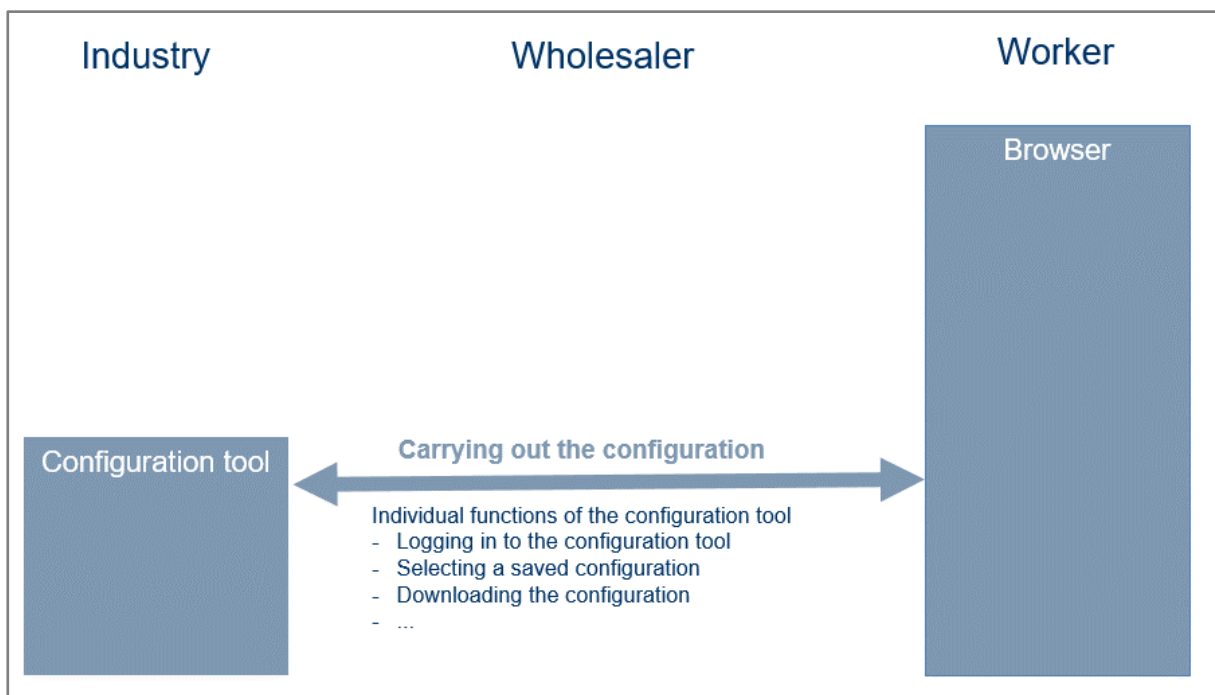 Industry
Wholesaler
Worker
Browser
Configuration tool
Carrying out the configuration
Individual functions of the configuration tool
- Logging in to the configuration tool
- Selecting a saved configuration
- Downloading the configuration
- ...